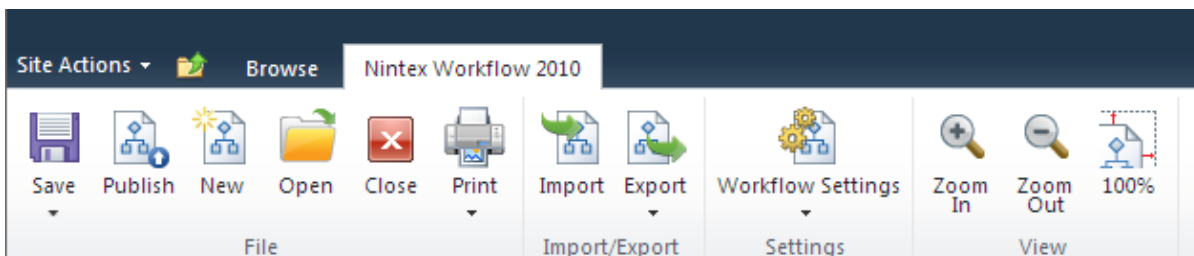 Site Actions Browse Nintex Workflow 2010
Save Publish New Open Close Print Import Export Workflow Settings Zoom In Zoom Out 100%
File Import/Export Settings View